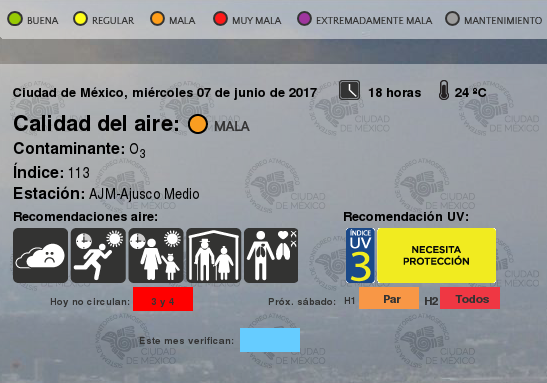 BUENA REGULAR MALA MUY MALA EXTREMADAMENTE MALA MANTENIMIENTO
Ciudad de México, miércoles 07 de junio de 2017 18 horas 24 ºC
Calidad del aire: MALA
Contaminante: O3
Índice: 113
Estación: AJM-Ajusco Medio
Recomendaciones aire: Recomendación UV:
ÍNDICE
UV
3
NECESITA
PROTECCIÓN
Hoy no circulan: 3 y 4 Próx. sábado: H1 Par H2 Todos
Este mes verifican:
CIUDAD
DE MÉXICO